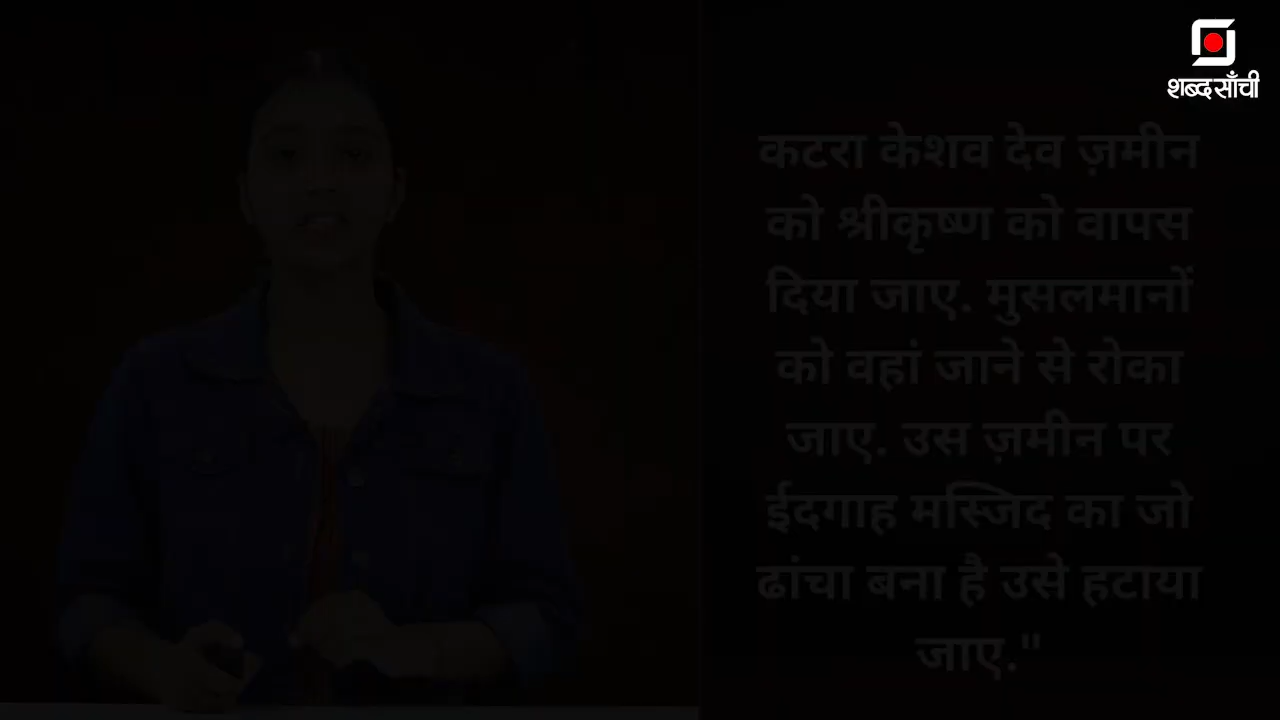 शब्द साँची
कटरा केशव देव ज़मीन
को श्रीकृष्ण को वापस
दिया जाए. मुसलमानों
को वहां जाने से रोका
जाए. उस ज़मीन पर
ईदगाह मस्जिद का जो
ढांचा बना है उसे हटाया
जाए."